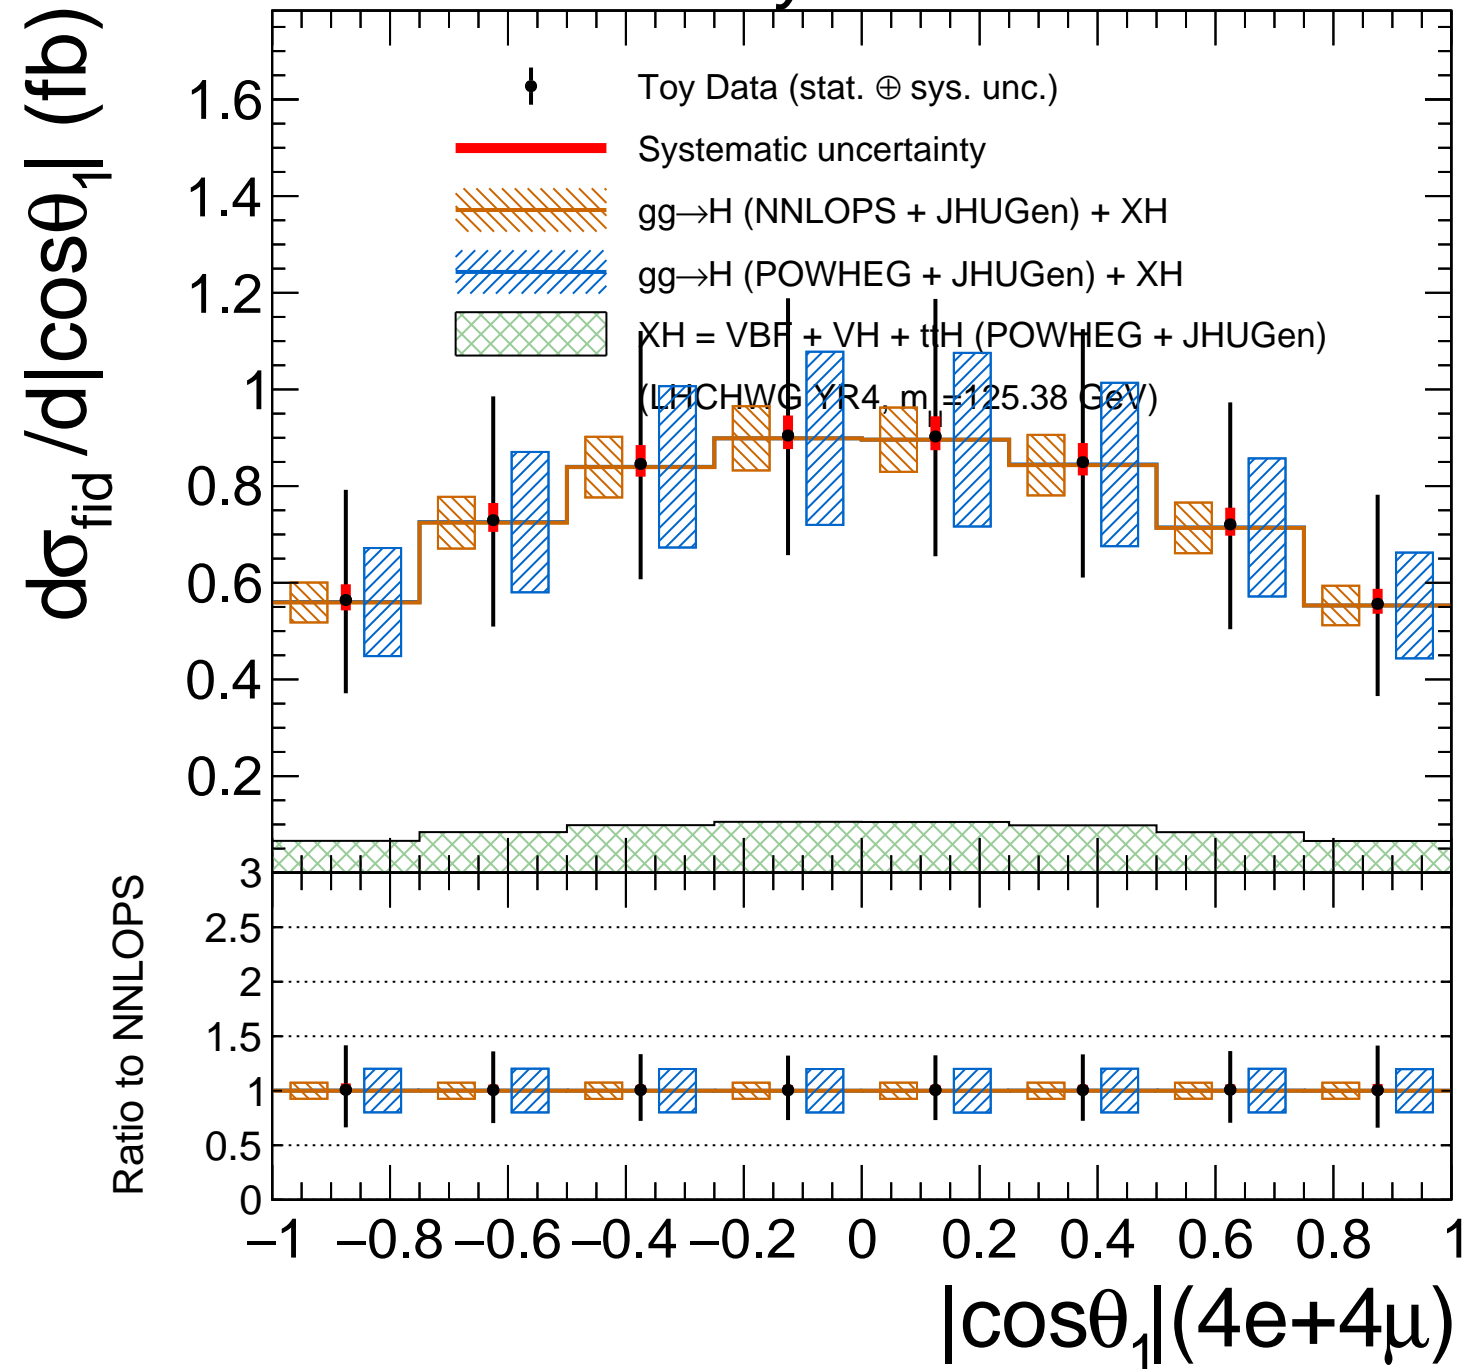 dσfid/d|cosθ1| (fb)
1.6
1.4
1.2
1
0.8
0.6
0.4
0.2
Toy Data (stat. ⊕ sys. unc.)
Systematic uncertainty
gg→H (NNLOPS + JHUGen) + XH
gg→H (POWHEG + JHUGen) + XH
XH = VBF + VH + ttH (POWHEG + JHUGen)
(LHCHWG YR4, mH=125.38 GeV)
Ratio to NNLOPS
3
2.5
2
1.5
1
0.5
0
−1 −0.8 −0.6 −0.4 −0.2 0 0.2 0.4 0.6 0.8 1
|cosθ1|(4e+4μ)